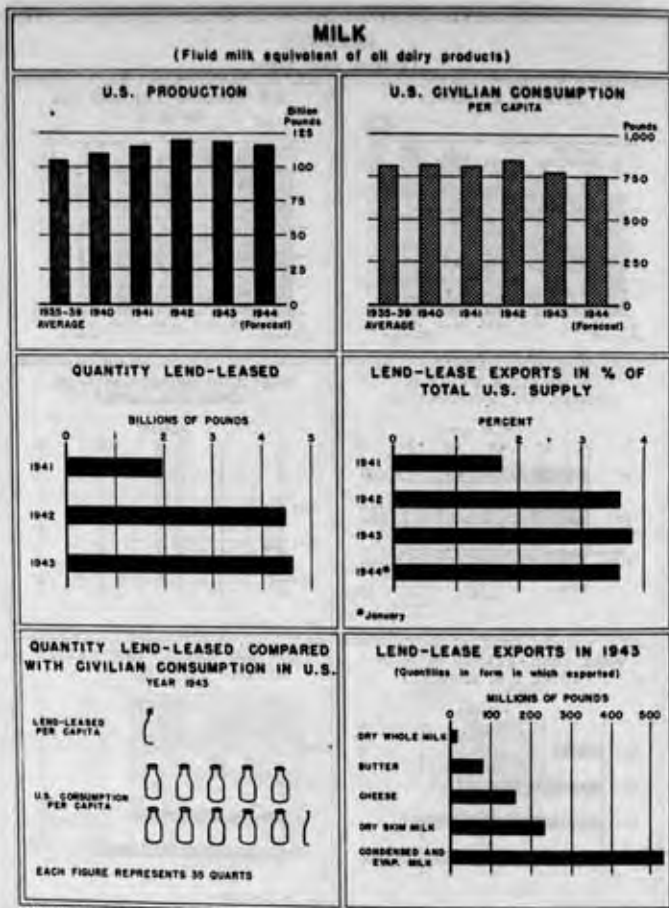 MILK
(Fluid milk equivalent of all dairy products)
U.S. PRODUCTION
Billion
Pounds
125
100
75
50
25
0
1935-39 1940 1941 1942 1943 1944
AVERAGE (Forecast)
U.S. CIVILIAN CONSUMPTION
PER CAPITA
Pounds
1,000
750
500
250
0
1935-39 1940 1941 1942 1943 1944
AVERAGE (Forecast)
QUANTITY LEND-LEASED
BILLIONS OF POUNDS
0 1 2 3 4 5
1941
1942
1943
LEND-LEASE EXPORTS IN % OF
TOTAL U.S. SUPPLY
PERCENT
0 1 2 3 4
1941
1942
1943
1944*
*January
QUANTITY LEND-LEASED COMPARED
WITH CIVILIAN CONSUMPTION IN U.S.
YEAR 1943
LEND-LEASED
PER CAPITA
U.S. CONSUMPTION
PER CAPITA
EACH FIGURE REPRESENTS 35 QUARTS
LEND-LEASE EXPORTS IN 1943
(Quantities in form in which exported)
MILLIONS OF POUNDS
0 100 200 300 400 500
DRY WHOLE MILK
BUTTER
CHEESE
DRY SKIM MILK
CONDENSED AND
EVAP. MILK